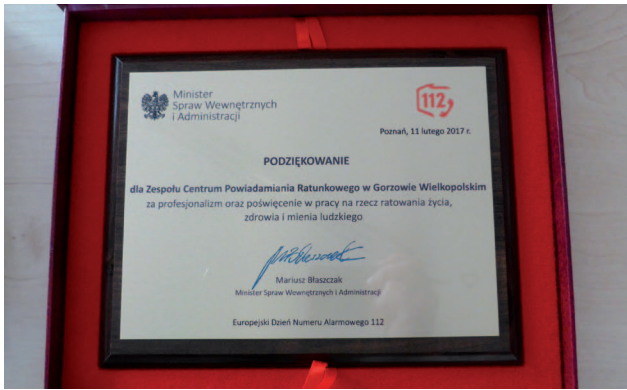 Minister
Spraw Wewnętrznych
i Administracji
112
Poznań, 11 lutego 2017 r.
PODZIĘKOWANIE
dla Zespołu Centrum Powiadamiania Ratunkowego w Gorzowie Wielkopolskim
za profesjonalizm oraz poświęcenie w pracy na rzecz ratowania życia,
zdrowia i mienia ludzkiego
Mariusz Błaszczak
Minister Spraw Wewnętrznych i Administracji
Europejski Dzień Numeru Alarmowego 112